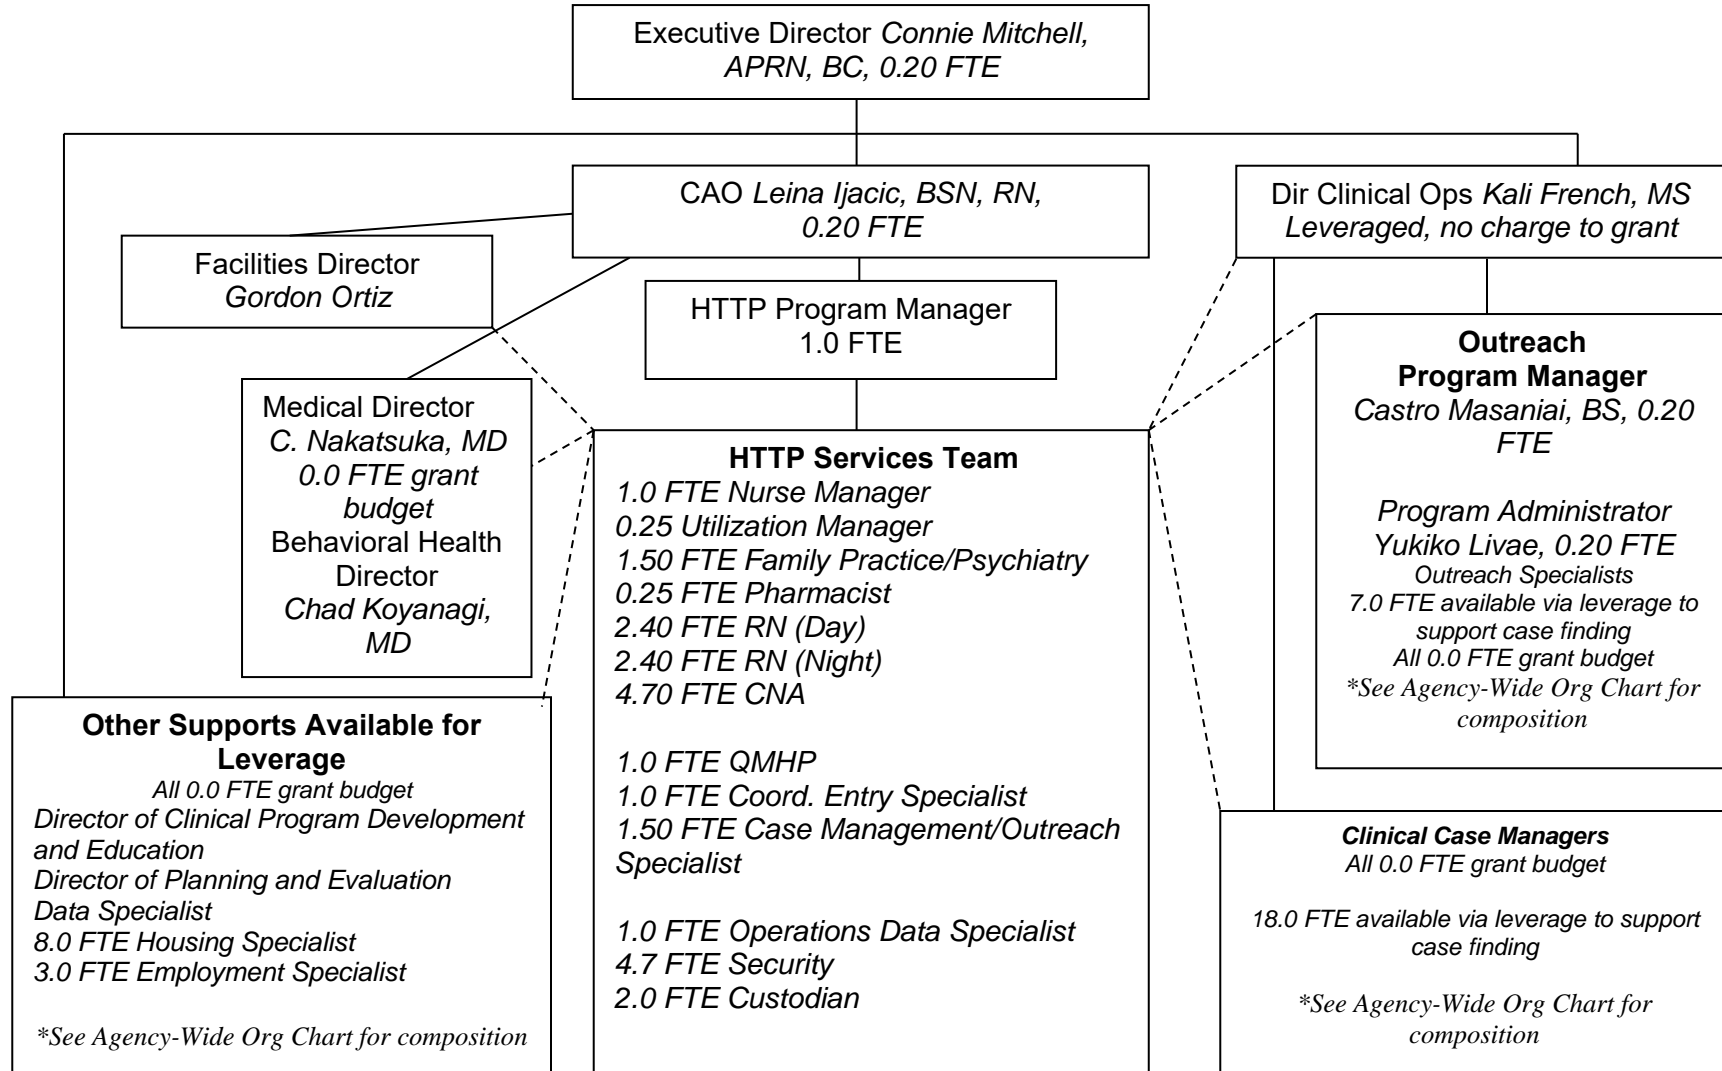 Executive Director Connie Mitchell,
APRN, BC, 0.20 FTE
CAO Leina Ijacic, BSN, RN,
0.20 FTE
Dir Clinical Ops Kali French, MS
Leveraged, no charge to grant
Facilities Director
Gordon Ortiz
HTTP Program Manager
1.0 FTE
Medical Director
C. Nakatsuka, MD
0.0 FTE grant
budget
Behavioral Health
Director
Chad Koyanagi,
MD
Outreach
Program Manager
Castro Masaniai, BS, 0.20
FTE
Program Administrator
Yukiko Livae, 0.20 FTE
Outreach Specialists
7.0 FTE available via leverage to
support case finding
All 0.0 FTE grant budget
*See Agency-Wide Org Chart for
composition
HTTP Services Team
1.0 FTE Nurse Manager
0.25 Utilization Manager
1.50 FTE Family Practice/Psychiatry
0.25 FTE Pharmacist
2.40 FTE RN (Day)
2.40 FTE RN (Night)
4.70 FTE CNA
1.0 FTE QMHP
1.0 FTE Coord. Entry Specialist
1.50 FTE Case Management/Outreach
Specialist
1.0 FTE Operations Data Specialist
4.7 FTE Security
2.0 FTE Custodian
Other Supports Available for
Leverage
All 0.0 FTE grant budget
Director of Clinical Program Development
and Education
Director of Planning and Evaluation
Data Specialist
8.0 FTE Housing Specialist
3.0 FTE Employment Specialist
*See Agency-Wide Org Chart for composition
Clinical Case Managers
All 0.0 FTE grant budget
18.0 FTE available via leverage to support
case finding
*See Agency-Wide Org Chart for
composition